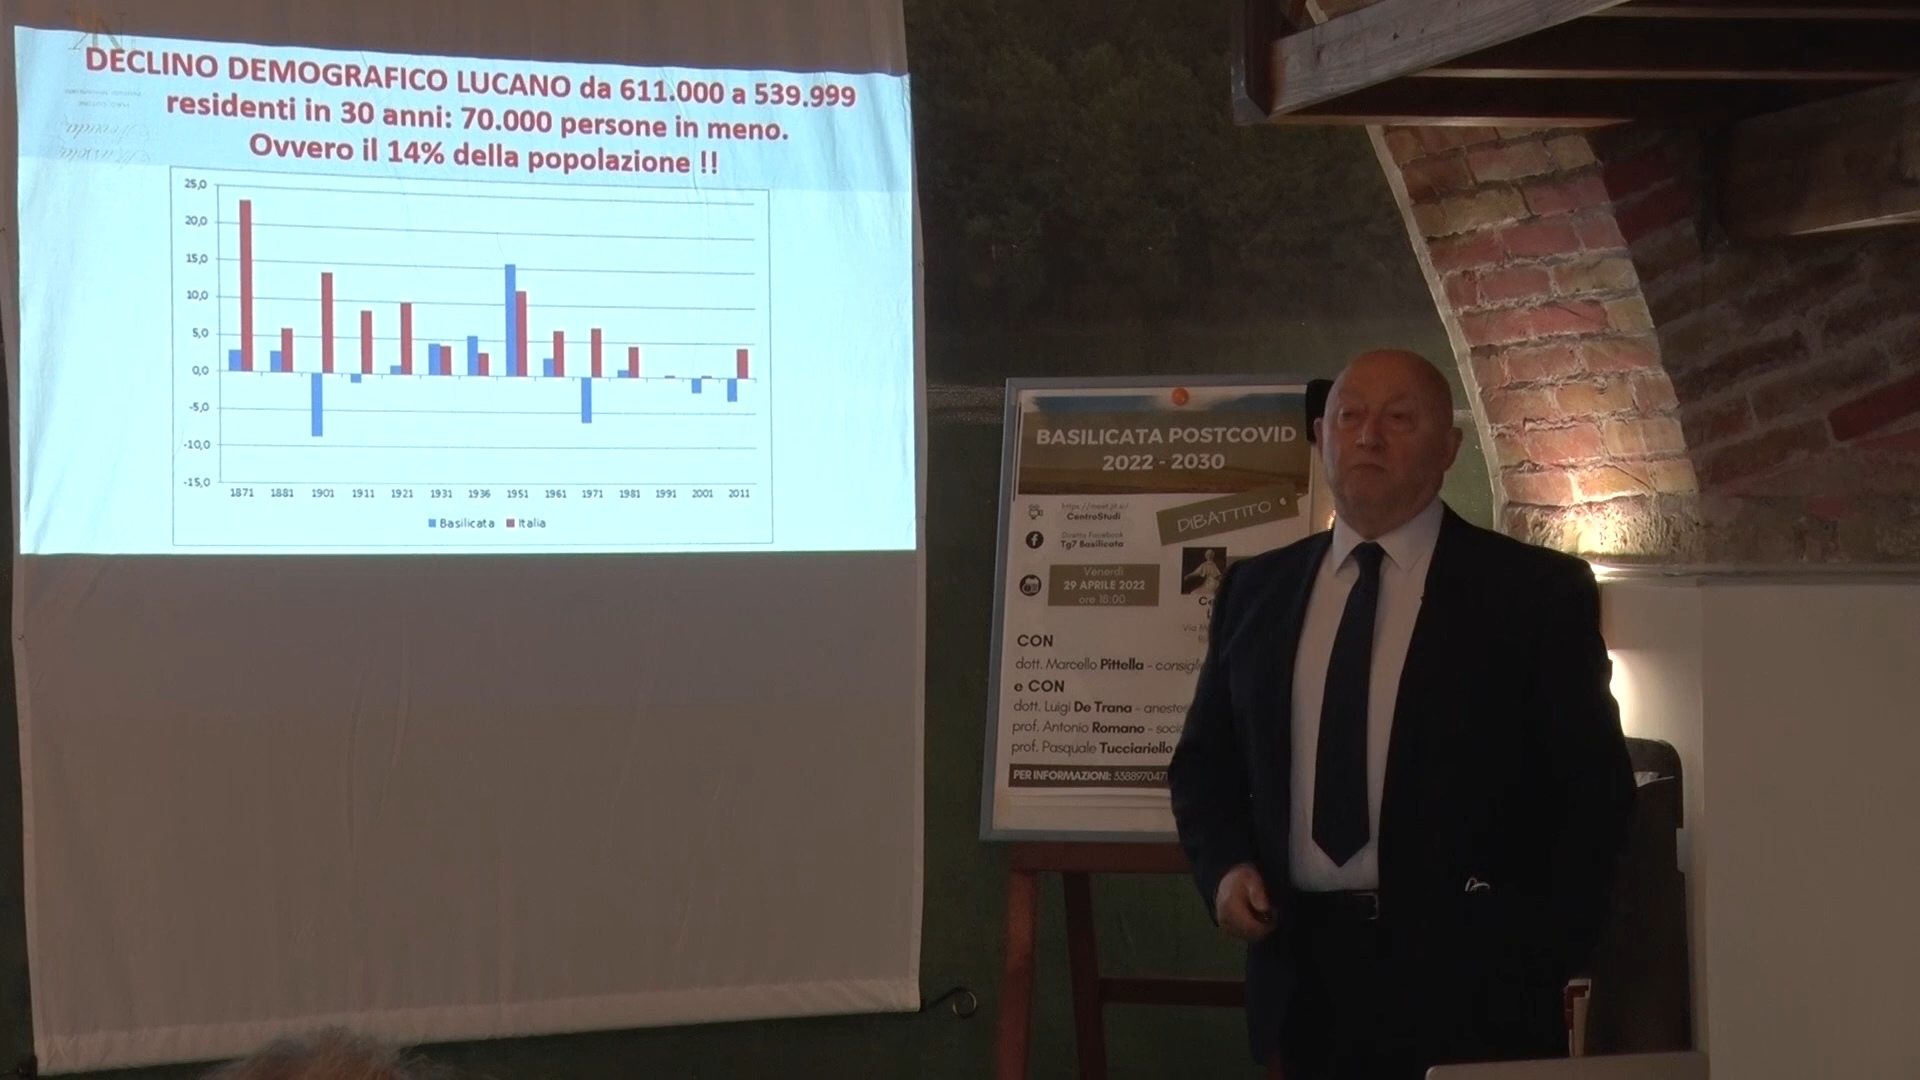 DECLINO DEMOGRAFICO LUCANO da 611.000 a 539.999
residenti in 30 anni: 70.000 persone in meno.
Ovvero il 14% della popolazione !!
25,0
20,0
15,0
10,0
5,0
0,0
-5,0
-10,0
-15,0
1871 1881 1901 1911 1921 1931 1936 1951 1961 1971 1981 1991 2001 2011
Basilicata Italia
BASILICATA POSTCOVID
2022 - 2030
DIBATTITO
CentroStudi
Diretta Facebook
Tg7 Basilicata
Venerdì
29 APRILE 2022
ore 18:00
Via
CON
dott. Marcello Pittella -
e CON
dott. Luigi De Trana -
prof. Antonio Romano -
prof. Pasquale Tucciariello
PER INFORMAZIONI: